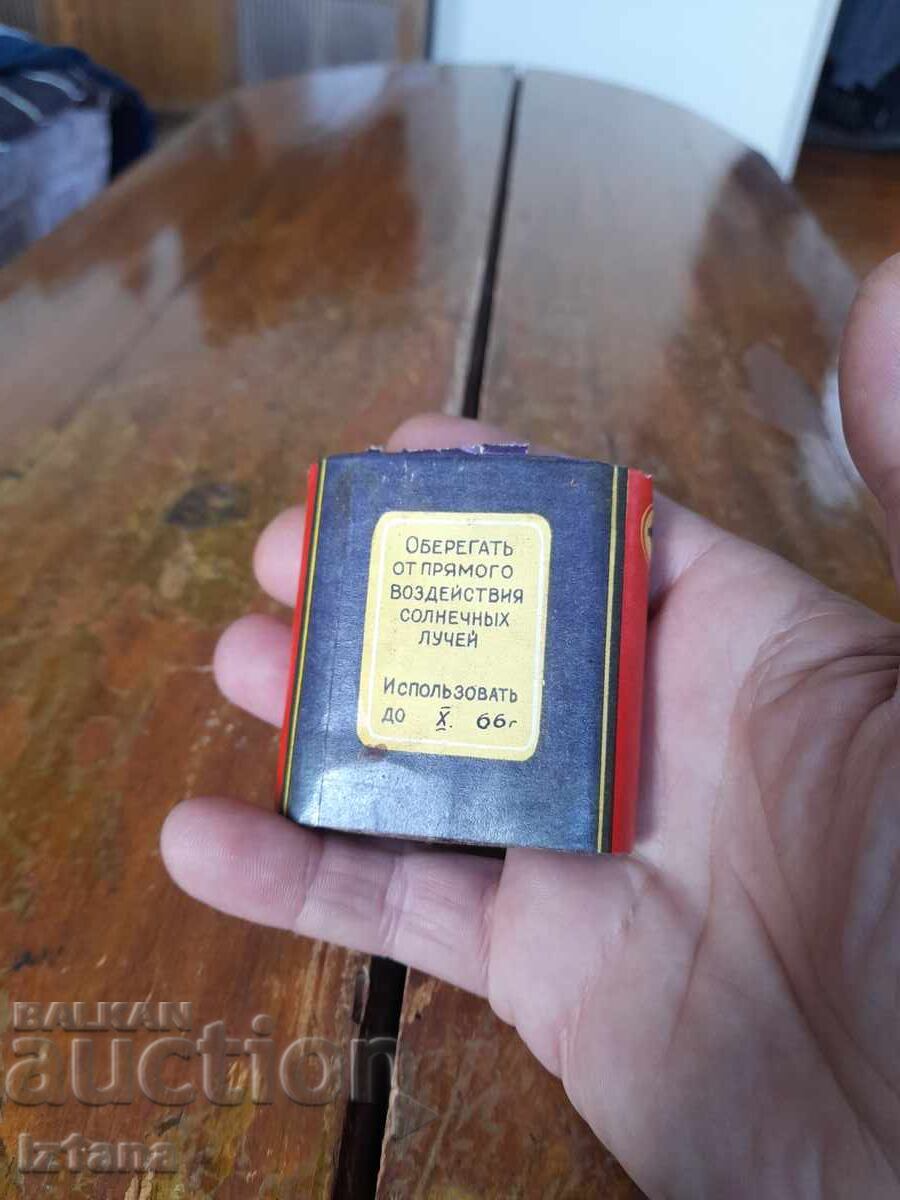 ОБЕРЕГАТЬ
ОТ ПРЯМОГО
ВОЗДЕЙСТВИЯ
СОЛНЕЧНЫХ
ЛУЧЕЙ
ИСПОЛЬЗОВАТЬ
ДО X. 66г
BALKAN
auction
Iztana